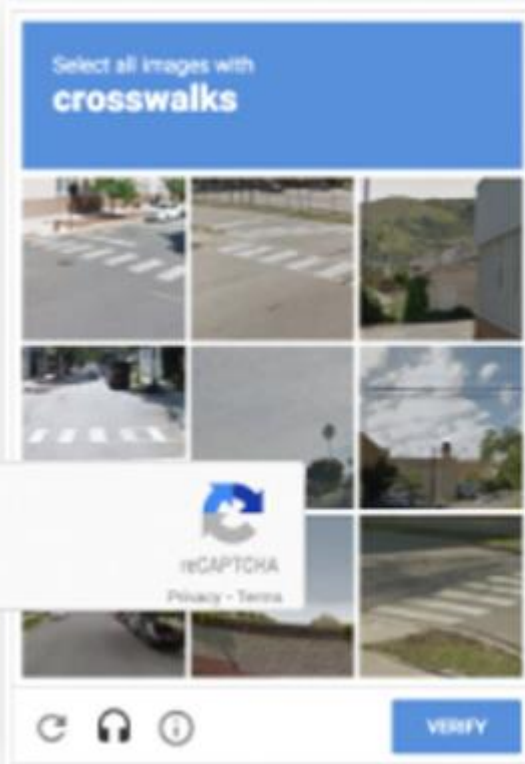 Select all images with
crosswalks
reCAPTCHA
Privacy - Terms
VERIFY